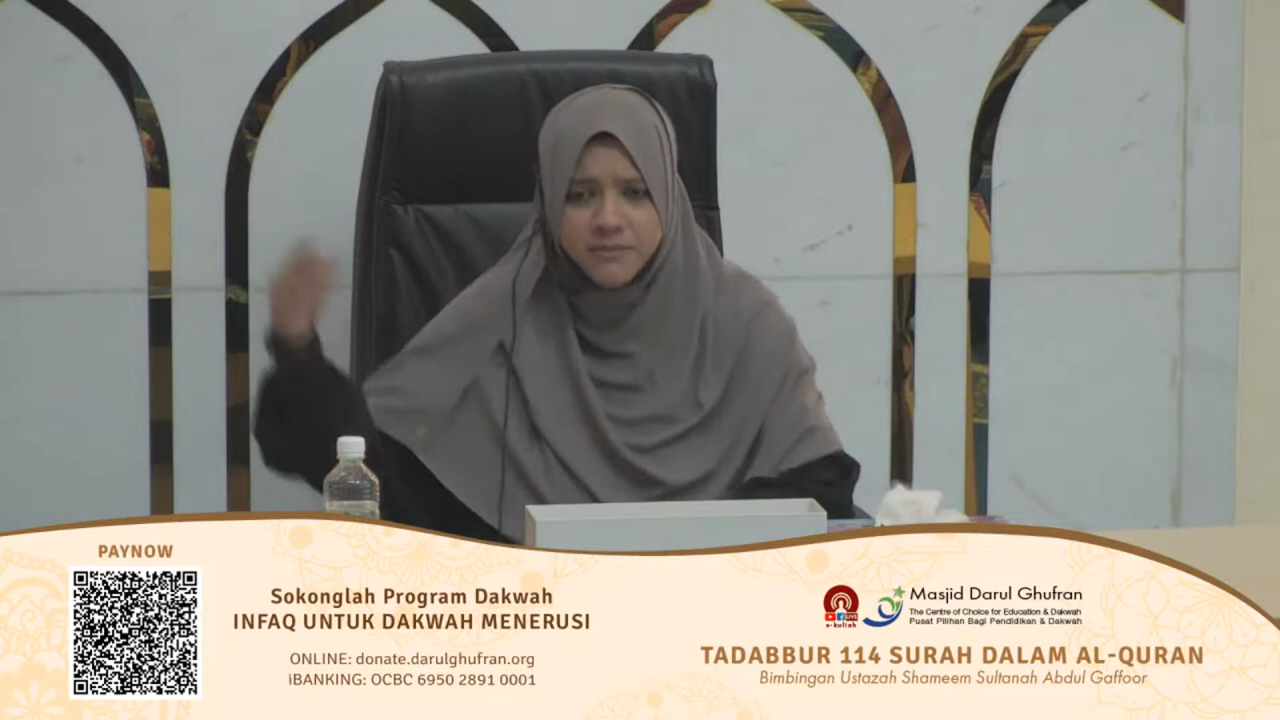 PAYNOW
Sokonglah Program Dakwah
INFAQ UNTUK DAKWAH MENERUSI
ONLINE: donate.darulghufran.org
iBANKING: OCBC 6950 2891 0001
LIVE
e-kuliah
Masjid Darul Ghufran
The Centre of Choice for Education & Dakwah
Pusat Pilihan Bagi Pendidikan & Dakwah
TADABBUR 114 SURAH DALAM AL-QURAN
Bimbingan Ustazah Shameem Sultanah Abdul Gaffoor